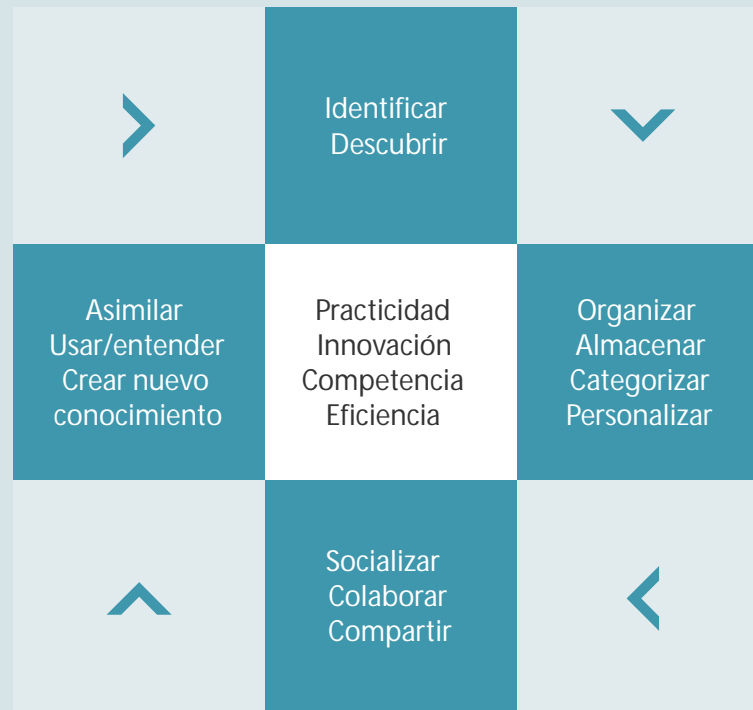 Identificar
Descubrir
Asimilar
Usar/entender
Crear nuevo
conocimiento
Practicidad
Innovación
Competencia
Eficiencia
Organizar
Almacenar
Categorizar
Personalizar
Socializar
Colaborar
Compartir